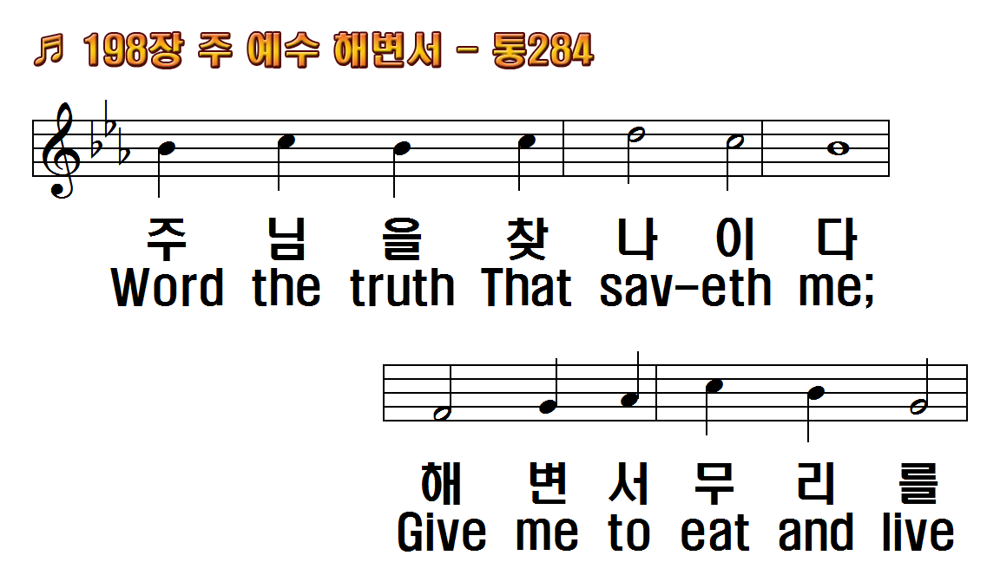 ♬ 198장 주 예수 해변서 - 통284
주 님 을 찾 나 이 다
Word the truth That sav-eth me;
해 변 서 무 리 를
Give me to eat and live